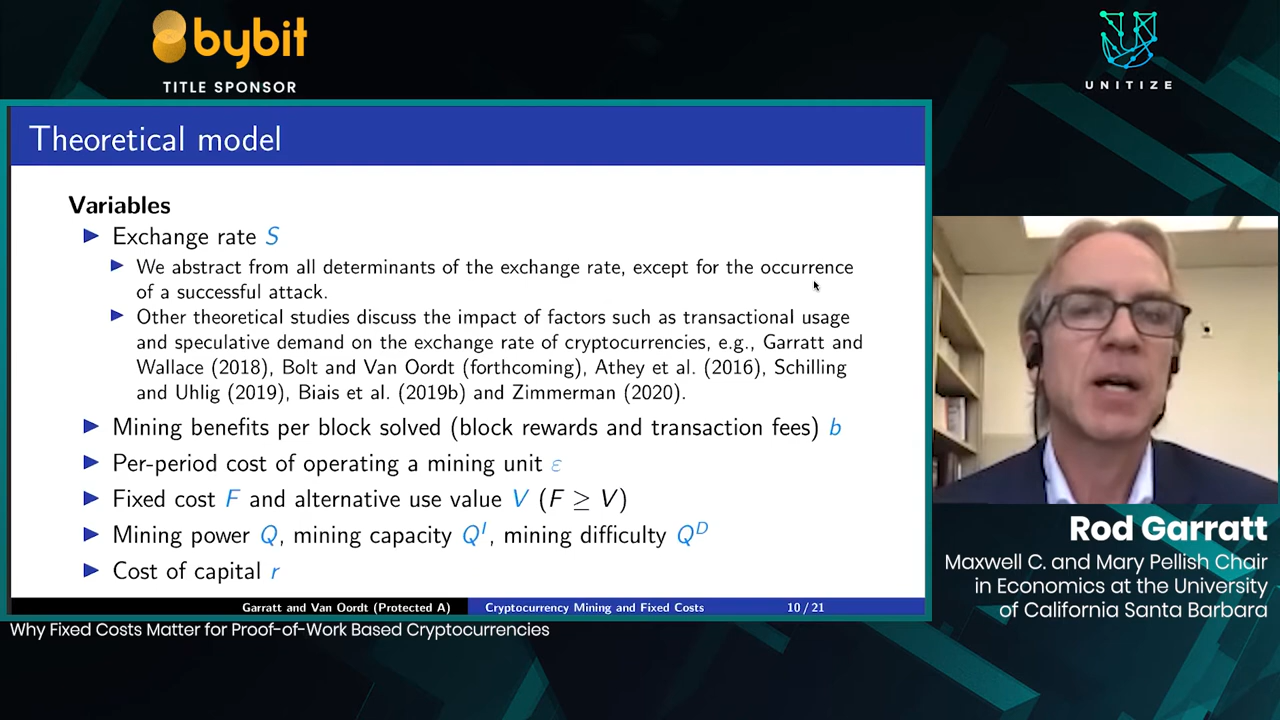 bybit
TITLE SPONSOR
UNITIZE
Theoretical model
Variables
▶ Exchange rate S
▶ We abstract from all determinants of the exchange rate, except for the occurrence
of a successful attack.
▶ Other theoretical studies discuss the impact of factors such as transactional usage
and speculative demand on the exchange rate of cryptocurrencies, e.g., Garratt and
Wallace (2018), Bolt and Van Oordt (forthcoming), Athey et al. (2016), Schilling
and Uhlig (2019), Biais et al. (2019b) and Zimmerman (2020).
▶ Mining benefits per block solved (block rewards and transaction fees) b
▶ Per-period cost of operating a mining unit ε
▶ Fixed cost F and alternative use value V (F ≥ V)
▶ Mining power Q, mining capacity Q^I, mining difficulty Q^D
▶ Cost of capital r
Garratt and Van Oordt (Protected A) Cryptocurrency Mining and Fixed Costs 10 / 21
Why Fixed Costs Matter for Proof-of-Work Based Cryptocurrencies
Rod Garratt
Maxwell C. and Mary Pellish Chair
in Economics at the University
of California Santa Barbara